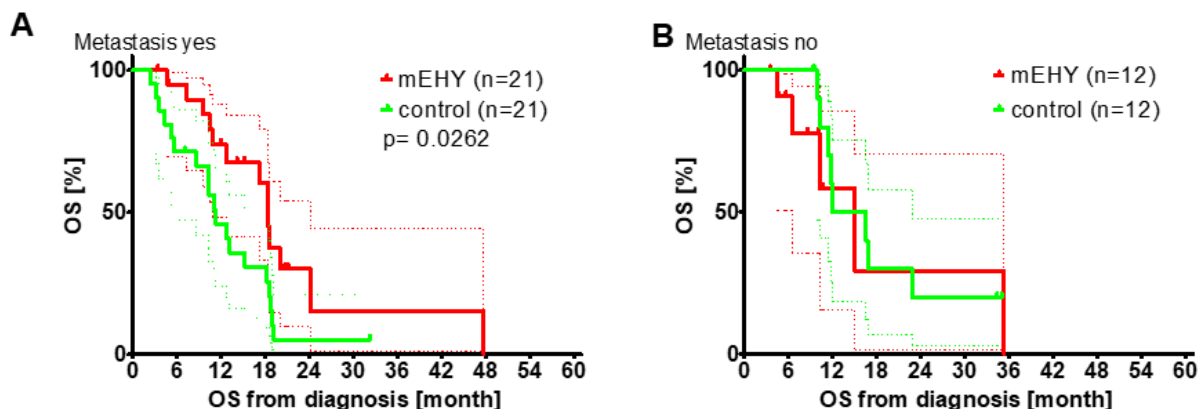 A
Metastasis yes
mEHY (n=21)
control (n=21)
p= 0.0262
OS [%]
100
50
0
0 6 12 18 24 30 36 42 48 54 60
OS from diagnosis [month]
B
Metastasis no
mEHY (n=12)
control (n=12)
OS [%]
100
50
0
0 6 12 18 24 30 36 42 48 54 60
OS from diagnosis [month]